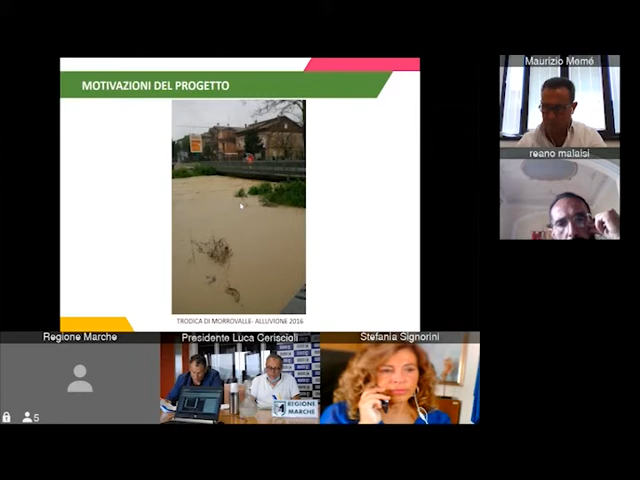 MOTIVAZIONI DEL PROGETTO
TRODICA DI MORROVALLE- ALLUVIONE 2016
Maurizio Memé
reano malaisi
Regione Marche
5
Presidente Luca Ceriscioli
REGIONE
MARCHE
Stefania Signorini